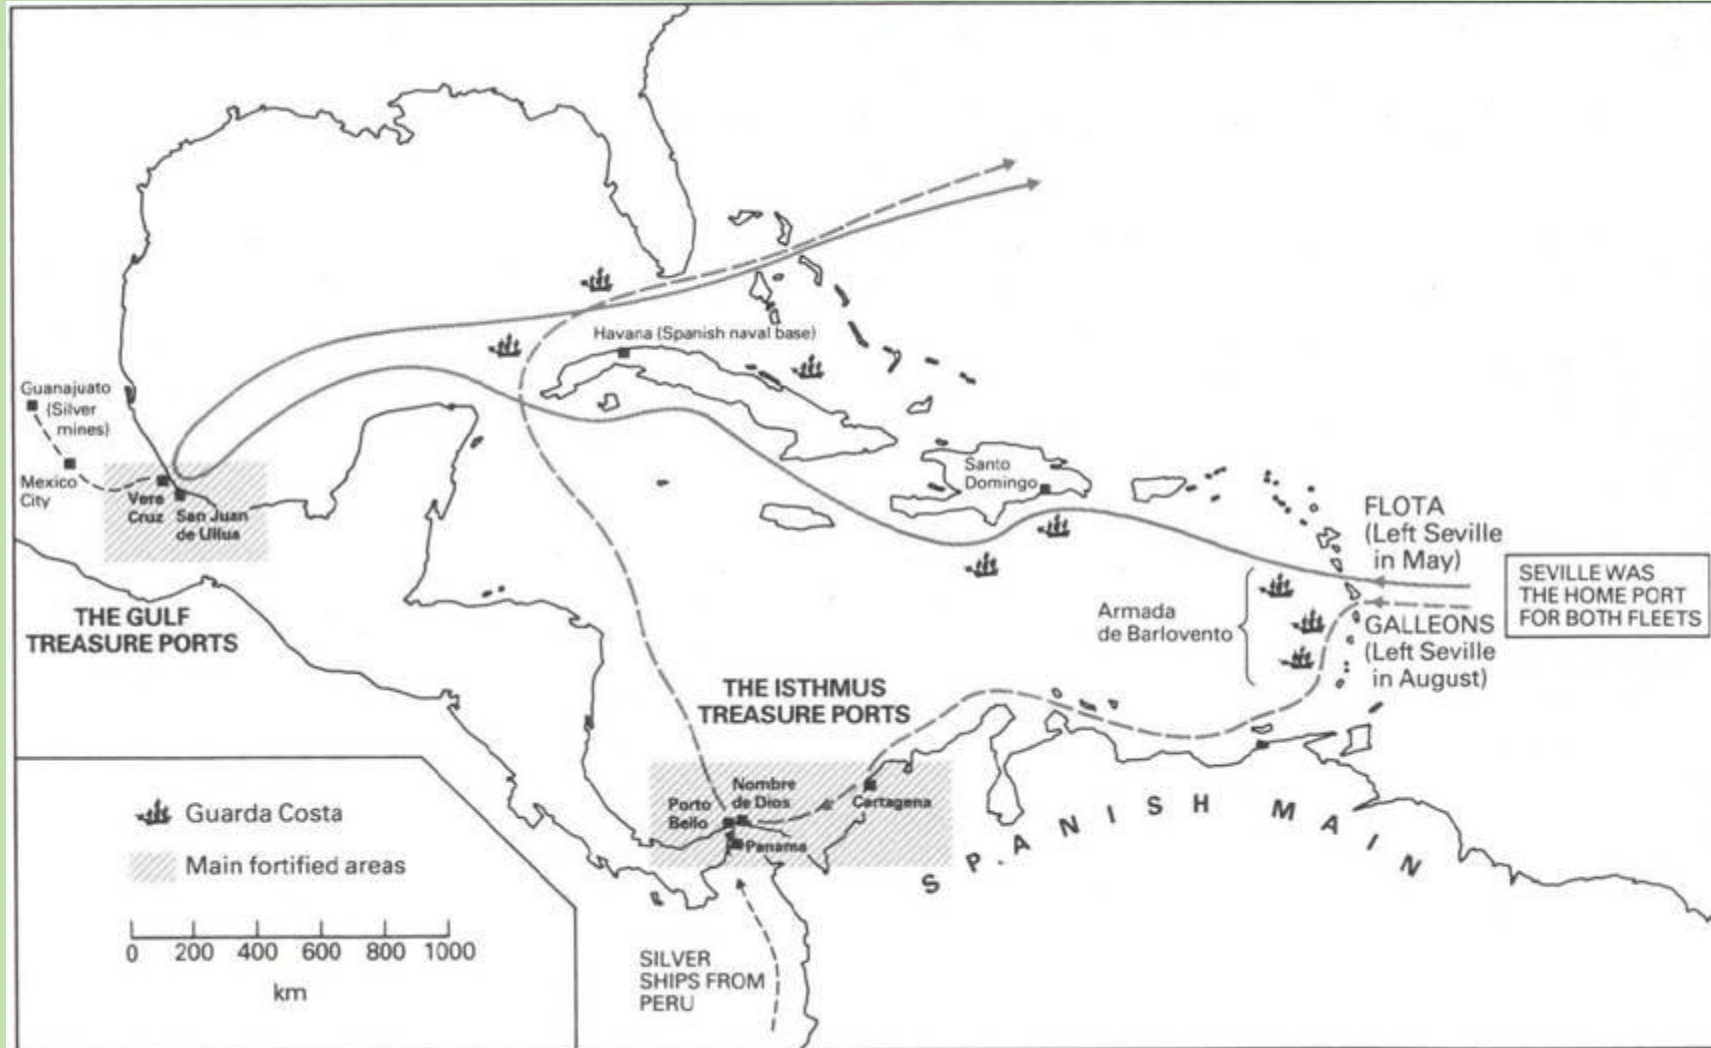 Havana (Spanish naval base)
Guanajuato
(Silver
mines)
Mexico
City
Vera
Cruz
San Juan
de Ullua
Santo
Domingo
FLOTA
(Left Seville
in May)
SEVILLE WAS
THE HOME PORT
FOR BOTH FLEETS
THE GULF
TREASURE PORTS
Armada
de Barlovento
GALLEONS
(Left Seville
in August)
THE ISTHMUS
TREASURE PORTS
Nombre
de Dios
Porto
Bello
Cartagena
Panama
SPANISH MAIN
Guarda Costa
Main fortified areas
0 200 400 600 800 1000
km
SILVER
SHIPS FROM
PERU